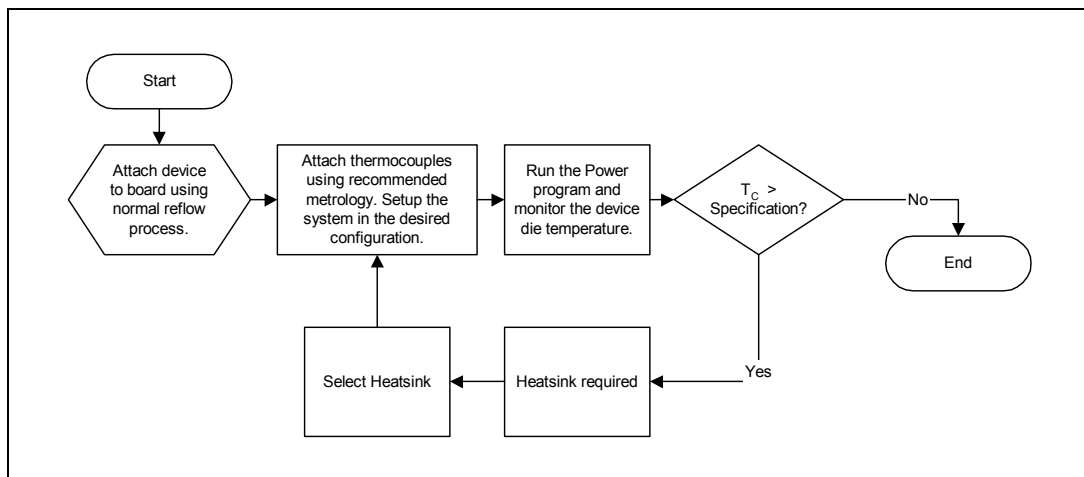 Start
Attach device
to board using
normal reflow
process.
Attach thermocouples
using recommended
metrology. Setup the
system in the desired
configuration.
Run the Power
program and
monitor the device
die temperature.
T_C >
Specification?
No
End
Yes
Heatsink required
Select Heatsink